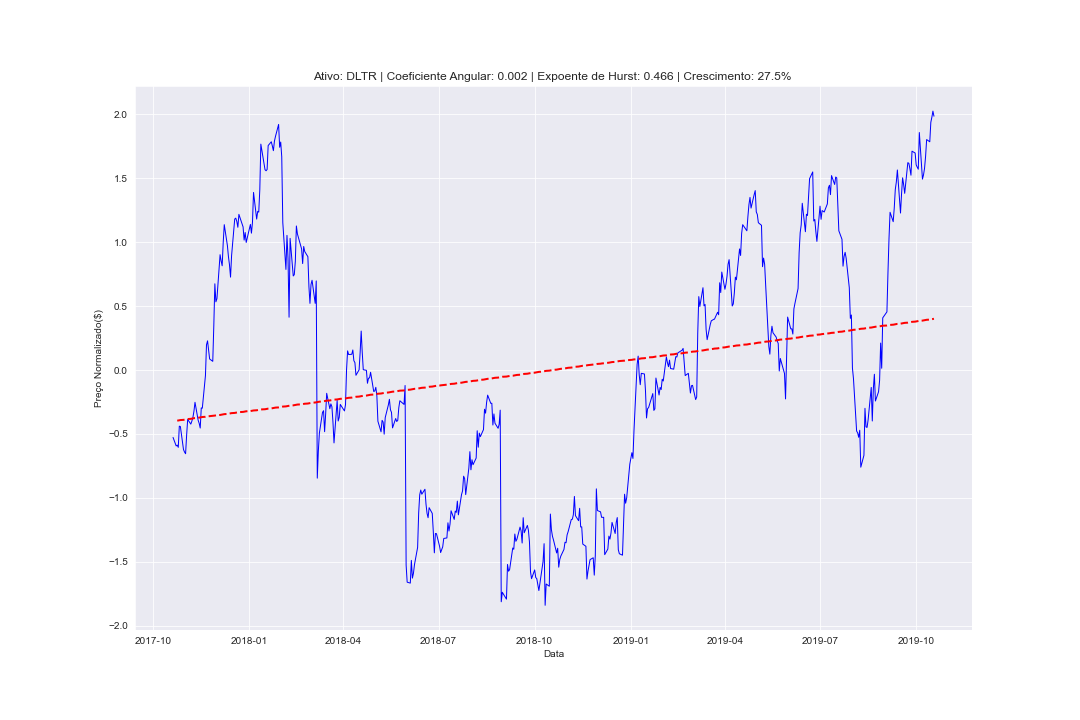 Ativo: DLTR | Coeficiente Angular: 0.002 | Expoente de Hurst: 0.466 | Crescimento: 27.5%
Preço Normalizado($)
2.0
1.5
1.0
0.5
0.0
−0.5
−1.0
−1.5
−2.0
2017-10 2018-01 2018-04 2018-07 2018-10 2019-01 2019-04 2019-07 2019-10
Data